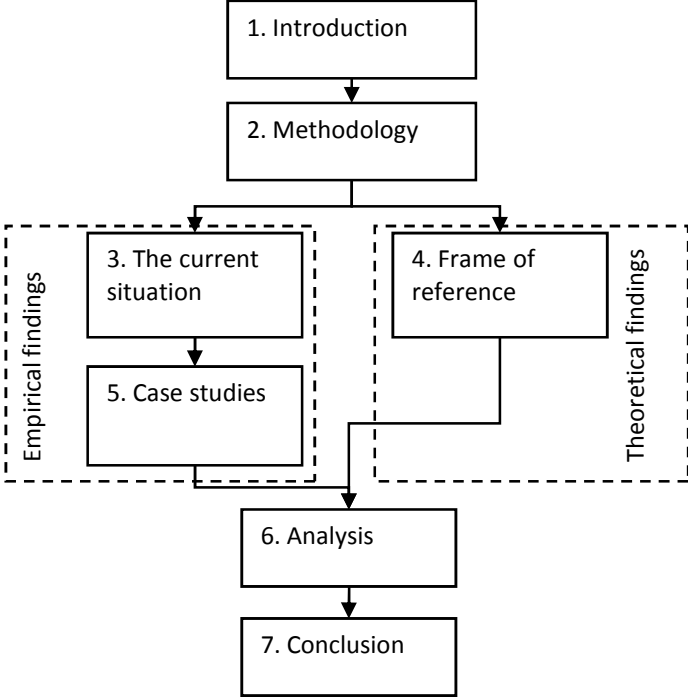 1. Introduction
2. Methodology
Empirical findings
3. The current
situation
5. Case studies
4. Frame of
reference
Theoretical findings
6. Analysis
7. Conclusion